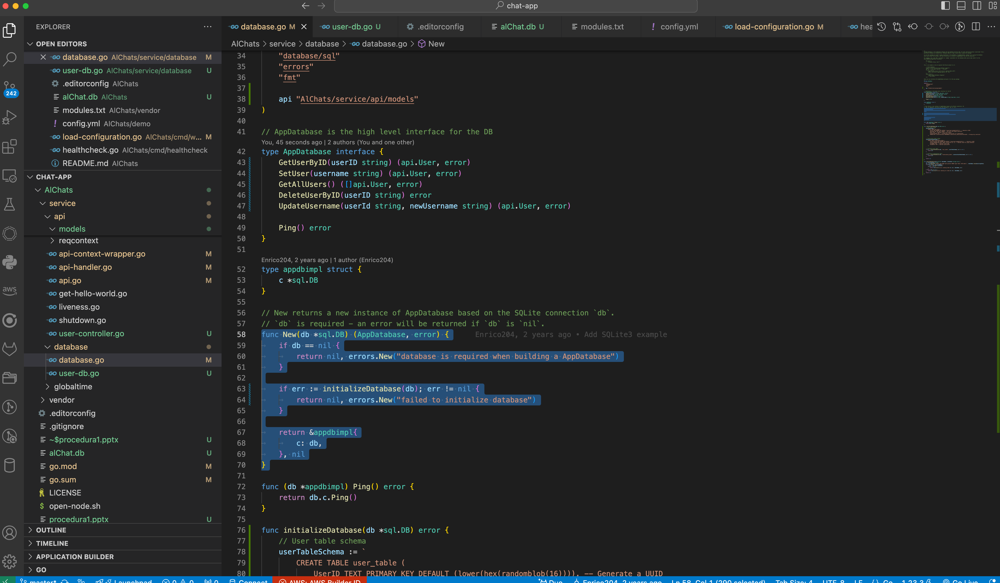 chat-app
EXPLORER
OPEN EDITORS
database.go AlChats/service/database M
user-db.go AlChats/service/database U
.editorconfig AlChats
alChat.db AlChats U
modules.txt AlChats/vendor
config.yml AlChats/demo
load-configuration.go AlChats/cmd/w... M
healthcheck.go AlChats/cmd/healthcheck
README.md AlChats
CHAT-APP
AlChats
service
api
models
reqcontext
api-context-wrapper.go M
api-handler.go M
api.go M
get-hello-world.go
liveness.go
shutdown.go
user-controller.go U
database
database.go M
user-db.go U
globaltime
vendor
.editorconfig
.gitignore
~$procedura1.pptx U
alChat.db U
go.mod M
go.sum M
LICENSE
open-node.sh
procedura1.pptx U
OUTLINE
TIMELINE
APPLICATION BUILDER
GO
242
aws
database.go M user-db.go U .editorconfig alChat.db U modules.txt config.yml load-configuration.go M hea
AlChats > service > database > database.go > New
34 "database/sql"
35 "errors"
36 "fmt"
37
38 api "AlChats/service/api/models"
39 )
40
41 // AppDatabase is the high level interface for the DB
You, 45 seconds ago | 2 authors (You and one other)
42 type AppDatabase interface {
43 GetUserByID(userID string) (api.User, error)
44 SetUser(username string) (api.User, error)
45 GetAllUsers() ([]api.User, error)
46 DeleteUserByID(userID string) error
47 UpdateUsername(userId string, newUsername string) (api.User, error)
48
49 Ping() error
50 }
51
Enrico204, 2 years ago | 1 author (Enrico204)
52 type appdbimpl struct {
53 c *sql.DB
54 }
55
56 // New returns a new instance of AppDatabase based on the SQLite connection `db`.
57 // `db` is required – an error will be returned if `db` is `nil`.
58 func New(db *sql.DB) (AppDatabase, error) { Enrico204, 2 years ago • Add SQLite3 example
59 if db == nil {
60 return nil, errors.New("database is required when building a AppDatabase")
61 }
62
63 if err := initializeDatabase(db); err != nil {
64 return nil, errors.New("failed to initialize database")
65 }
66
67 return &appdbimpl{
68 c: db,
69 }, nil
70 }
71
72 func (db *appdbimpl) Ping() error {
73 return db.c.Ping()
74 }
75
76 func initializeDatabase(db *sql.DB) error {
77 // User table schema
78 userTableSchema := `
79 CREATE TABLE user_table (
80 UserID TEXT PRIMARY KEY DEFAULT (lower(hex(randomblob(16)))), -- Generate a UUID
master* Launchpad 0 0 0 Connect AWS: AWS Builder ID Duo Enrico204, 2 years ago Ln 58, Col 1 (290 selected) Tab Size: 4 UTF-8 LF Go 1.23.3 Go Live